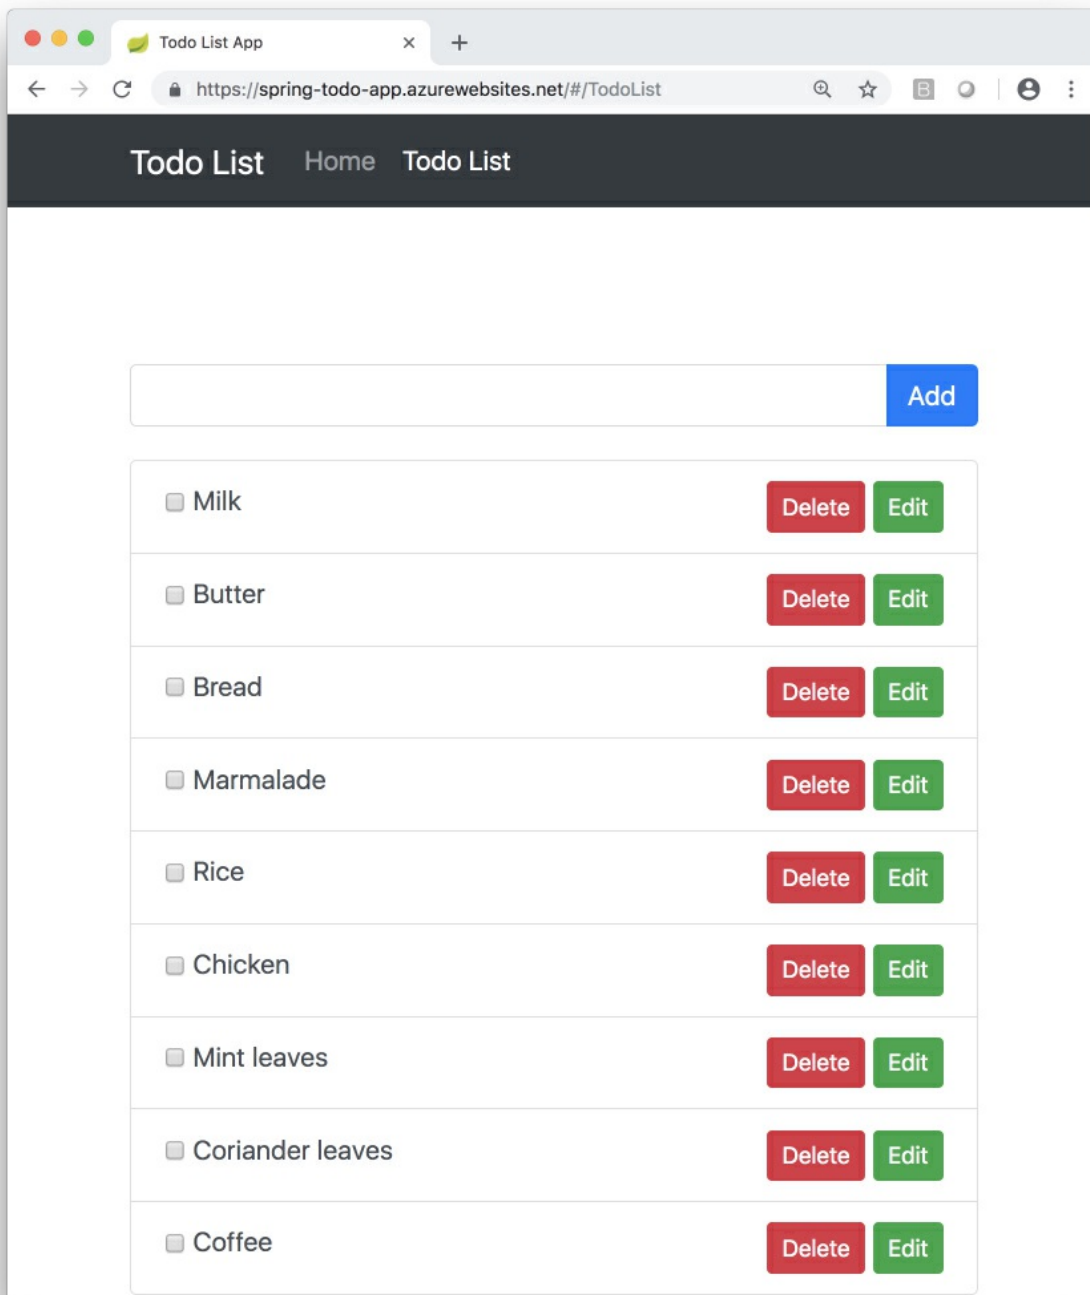 Todo List App
https://spring-todo-app.azurewebsites.net/#/TodoList
B
Todo List Home Todo List
Add
Milk Delete Edit
Butter Delete Edit
Bread Delete Edit
Marmalade Delete Edit
Rice Delete Edit
Chicken Delete Edit
Mint leaves Delete Edit
Coriander leaves Delete Edit
Coffee Delete Edit